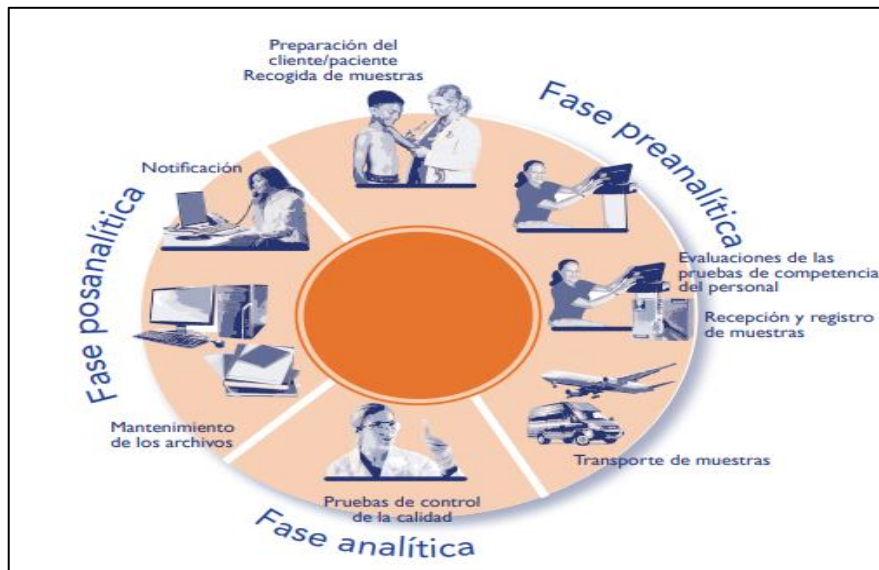 Preparación del
cliente/paciente
Recogida de muestras
Fase preanalítica
Notificación
Fase posanalítica
Evaluaciones de las
pruebas de competencia
del personal
Recepción y registro
de muestras
Mantenimiento
de los archivos
Transporte de muestras
Pruebas de control
de la calidad
Fase analítica